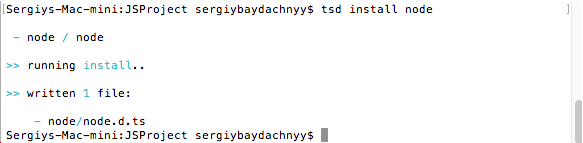 [Sergiys-Mac-mini:JSProject sergiybaydachnyy$ tsd install node ]
- node / node
>> running install..
>> written 1 file:
- node/node.d.ts
Sergiys-Mac-mini:JSProject sergiybaydachnyy$